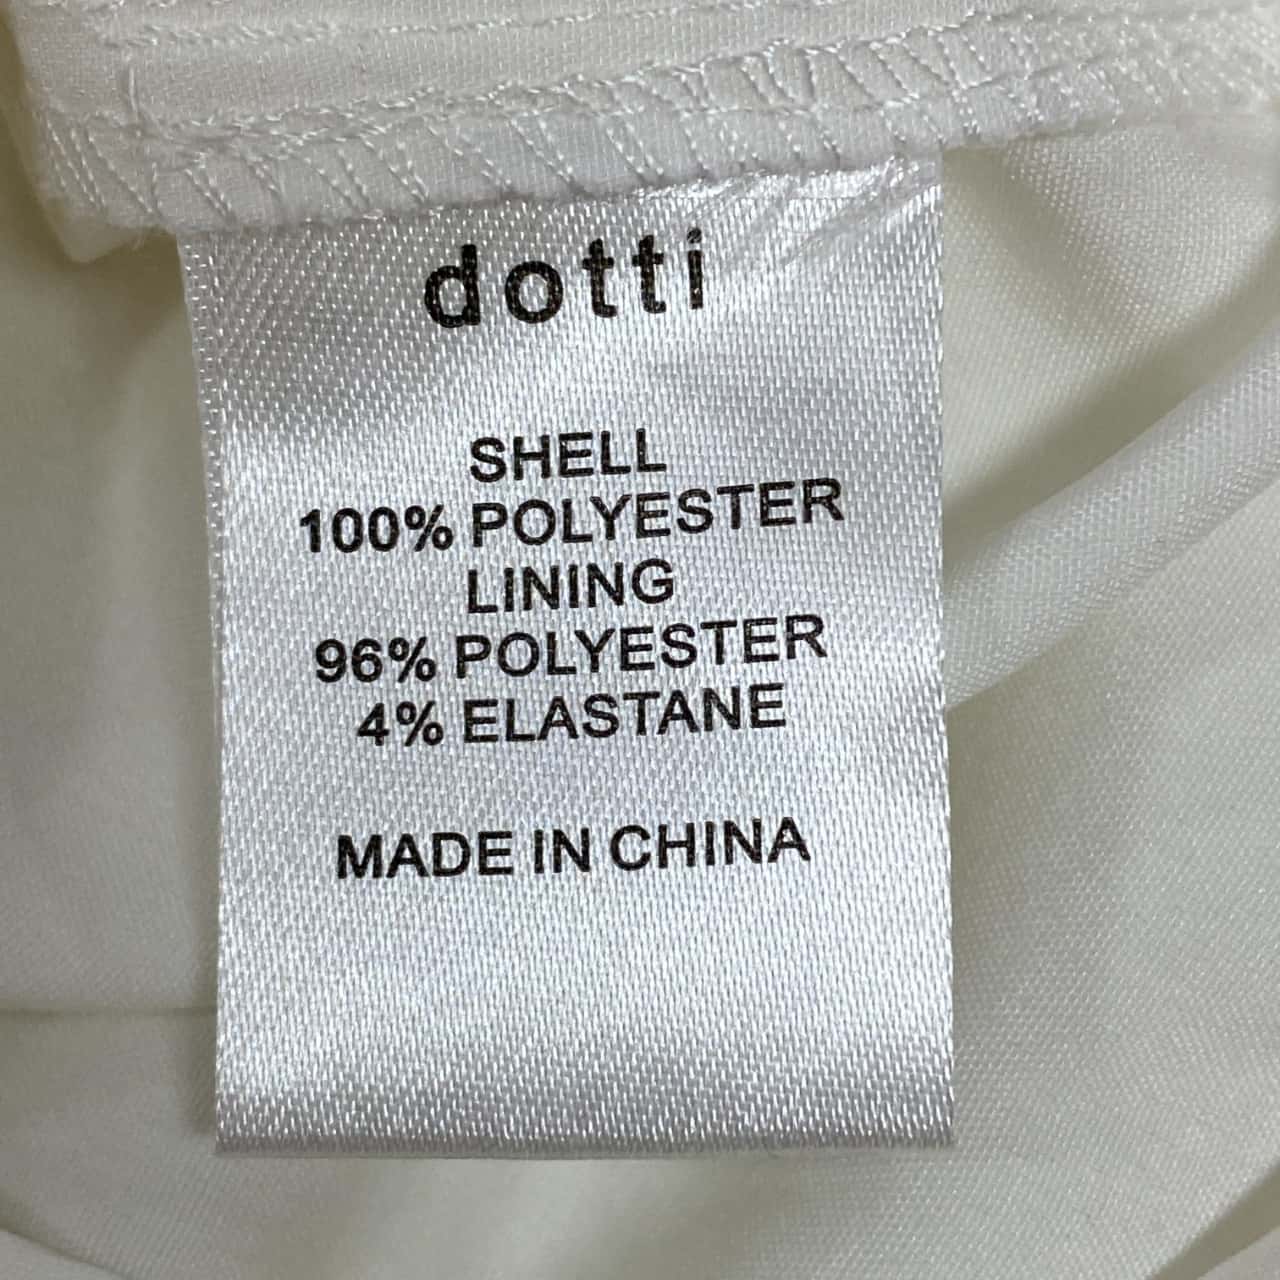 dotti
SHELL
100% POLYESTER
LINING
96% POLYESTER
4% ELASTANE
MADE IN CHINA